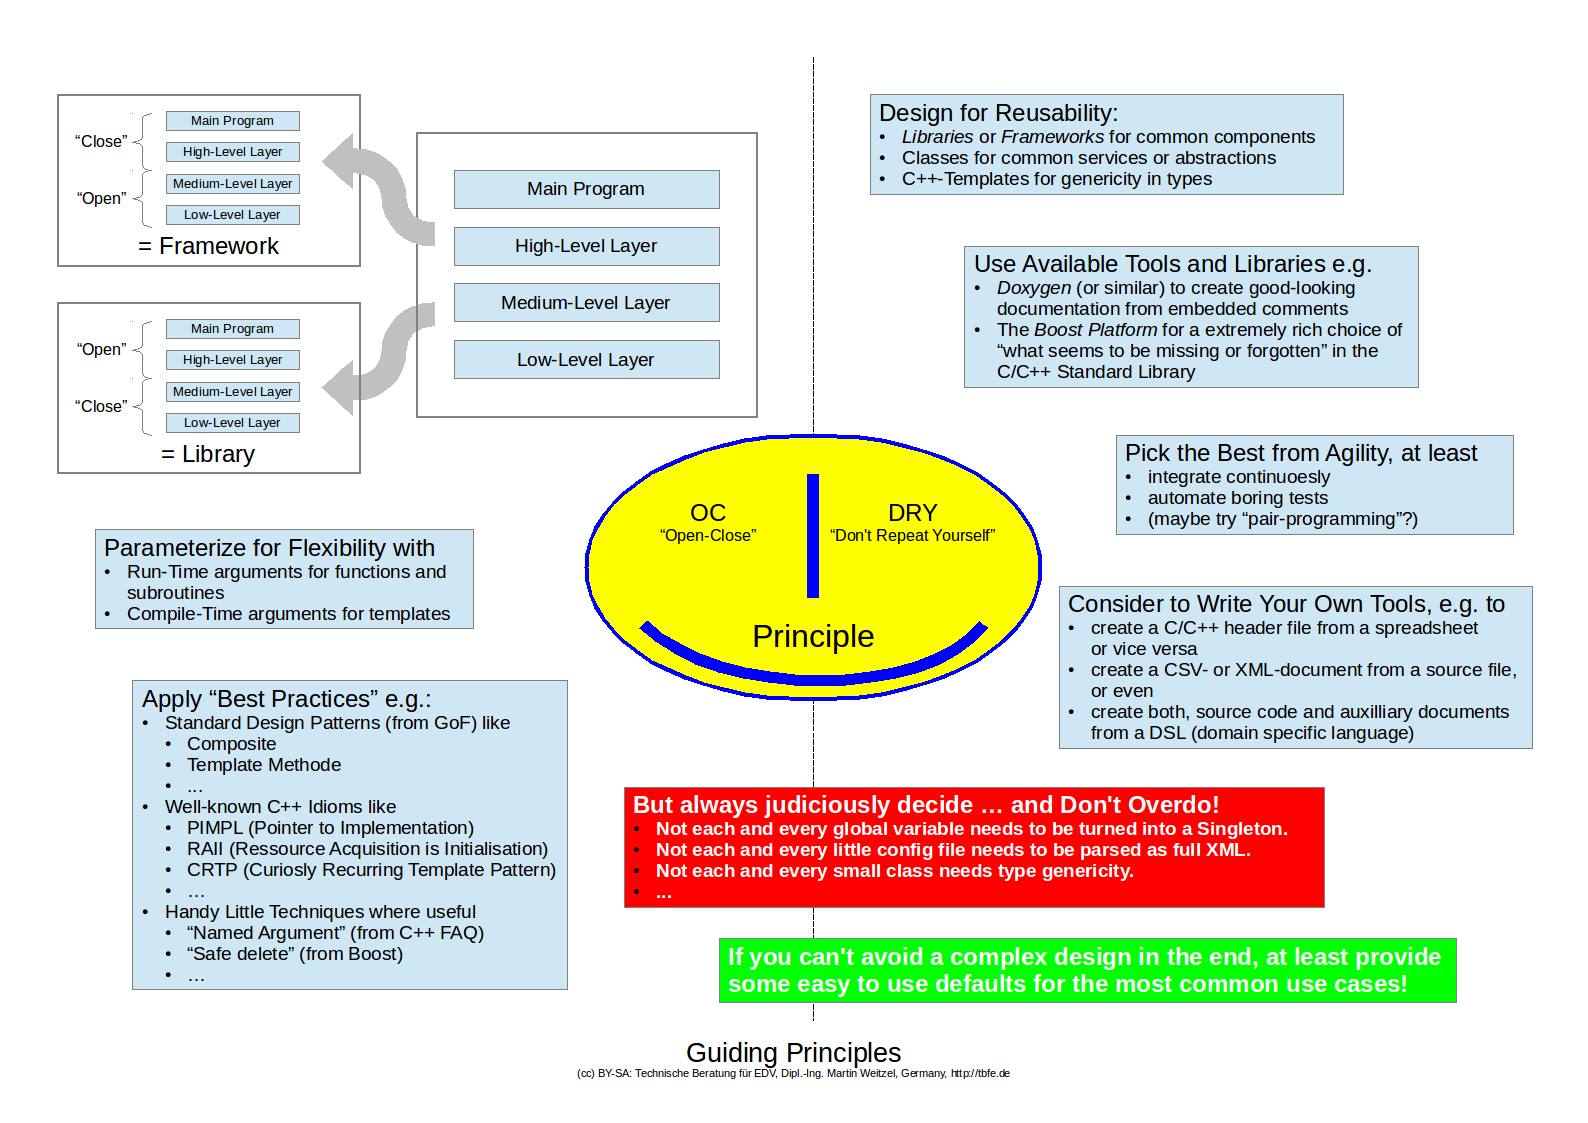 “Close”
“Open”
Main Program
High-Level Layer
Medium-Level Layer
Low-Level Layer
= Framework
“Open”
“Close”
Main Program
High-Level Layer
Medium-Level Layer
Low-Level Layer
= Library
Main Program
High-Level Layer
Medium-Level Layer
Low-Level Layer
Parameterize for Flexibility with
• Run-Time arguments for functions and
subroutines
• Compile-Time arguments for templates
Apply “Best Practices” e.g.:
• Standard Design Patterns (from GoF) like
• Composite
• Template Methode
• ...
• Well-known C++ Idioms like
• PIMPL (Pointer to Implementation)
• RAII (Ressource Acquisition is Initialisation)
• CRTP (Curiosly Recurring Template Pattern)
• …
• Handy Little Techniques where useful
• “Named Argument” (from C++ FAQ)
• “Safe delete” (from Boost)
• …
OC
“Open-Close”
DRY
“Don't Repeat Yourself”
Principle
Design for Reusability:
• Libraries or Frameworks for common components
• Classes for common services or abstractions
• C++-Templates for genericity in types
Use Available Tools and Libraries e.g.
• Doxygen (or similar) to create good-looking
documentation from embedded comments
• The Boost Platform for a extremely rich choice of
“what seems to be missing or forgotten” in the
C/C++ Standard Library
Pick the Best from Agility, at least
• integrate continuoesly
• automate boring tests
• (maybe try “pair-programming”?)
Consider to Write Your Own Tools, e.g. to
• create a C/C++ header file from a spreadsheet
or vice versa
• create a CSV- or XML-document from a source file,
or even
• create both, source code and auxilliary documents
from a DSL (domain specific language)
But always judiciously decide … and Don't Overdo!
• Not each and every global variable needs to be turned into a Singleton.
• Not each and every little config file needs to be parsed as full XML.
• Not each and every small class needs type genericity.
• ...
If you can't avoid a complex design in the end, at least provide
some easy to use defaults for the most common use cases!
Guiding Principles
(cc) BY-SA: Technische Beratung für EDV, Dipl.-Ing. Martin Weitzel, Germany, http://tbfe.de